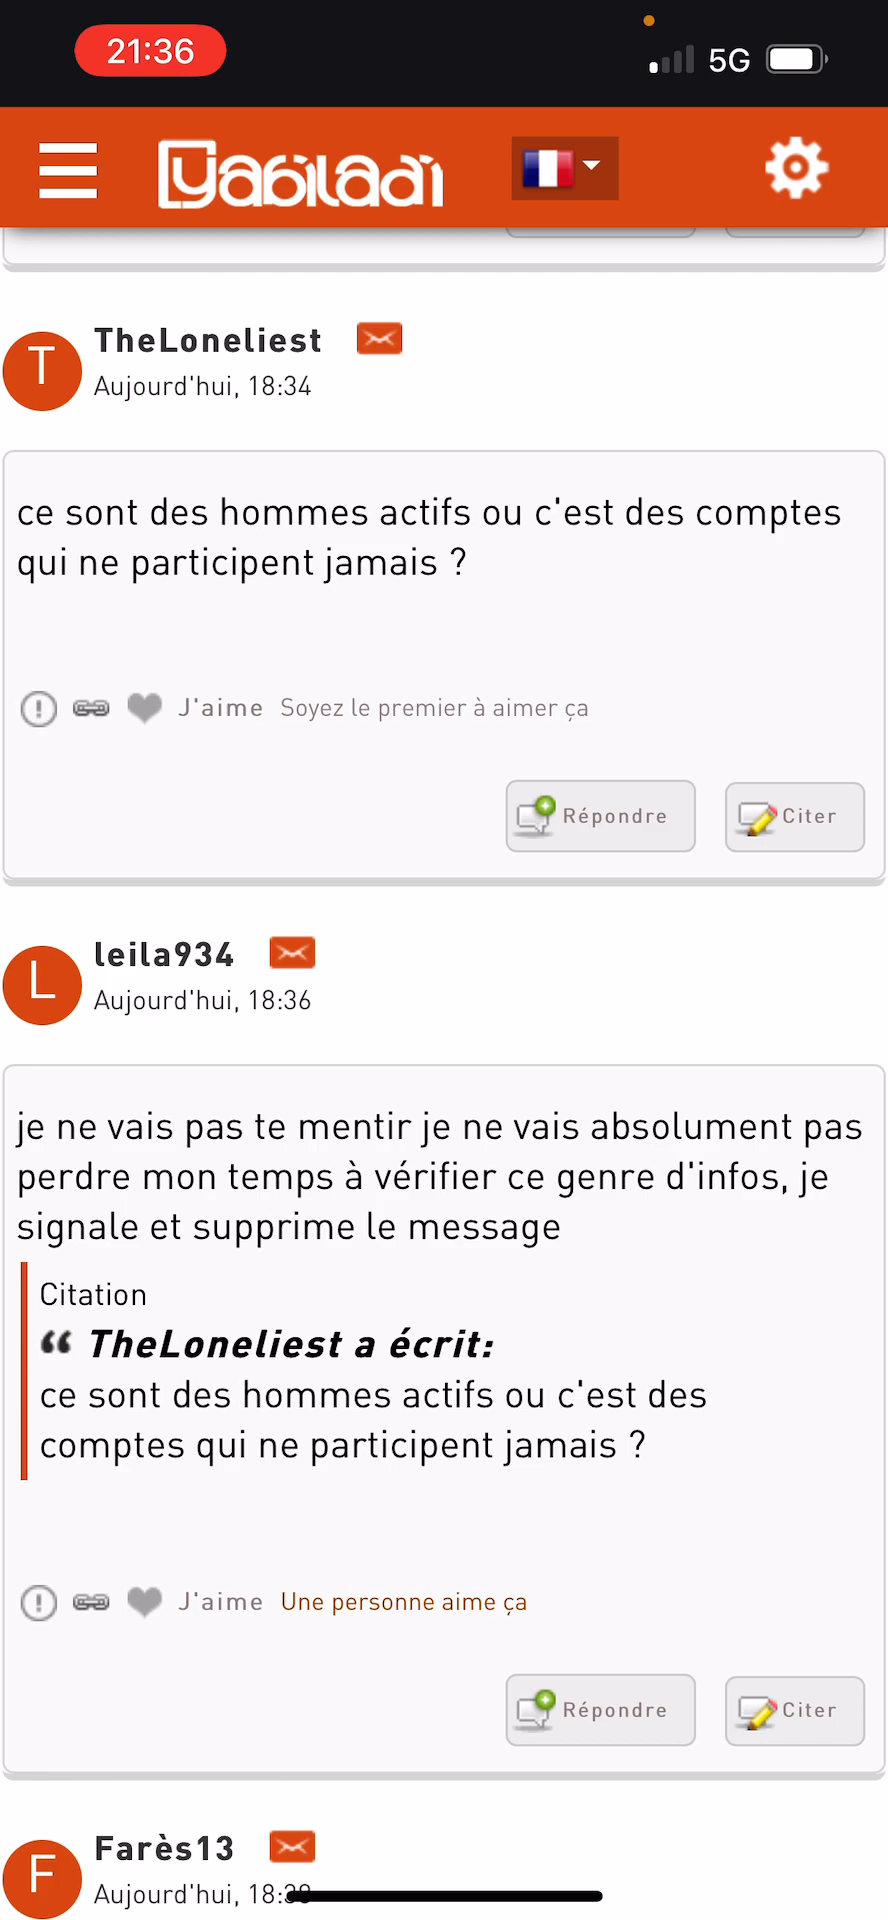 21:36
5G
yabiladi
T
TheLoneliest
Aujourd'hui, 18:34
ce sont des hommes actifs ou c'est des comptes
qui ne participent jamais ?
J'aime Soyez le premier à aimer ça
Répondre
Citer
L
leila934
Aujourd'hui, 18:36
je ne vais pas te mentir je ne vais absolument pas
perdre mon temps à vérifier ce genre d'infos, je
signale et supprime le message
Citation
“ TheLoneliest a écrit:
ce sont des hommes actifs ou c'est des
comptes qui ne participent jamais ?
J'aime Une personne aime ça
Répondre
Citer
F
Farès13
Aujourd'hui,